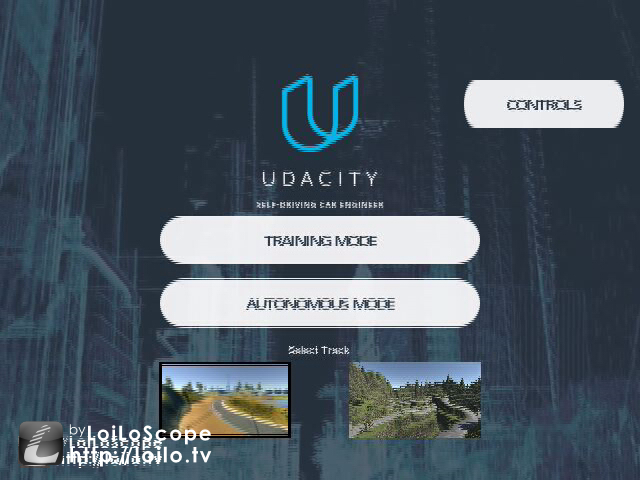 CONTROLS
UDACITY
SELF-DRIVING CAR ENGINEER
TRAINING MODE
AUTONOMOUS MODE
Select Track
by LoiLoScope
http://loilo.tv